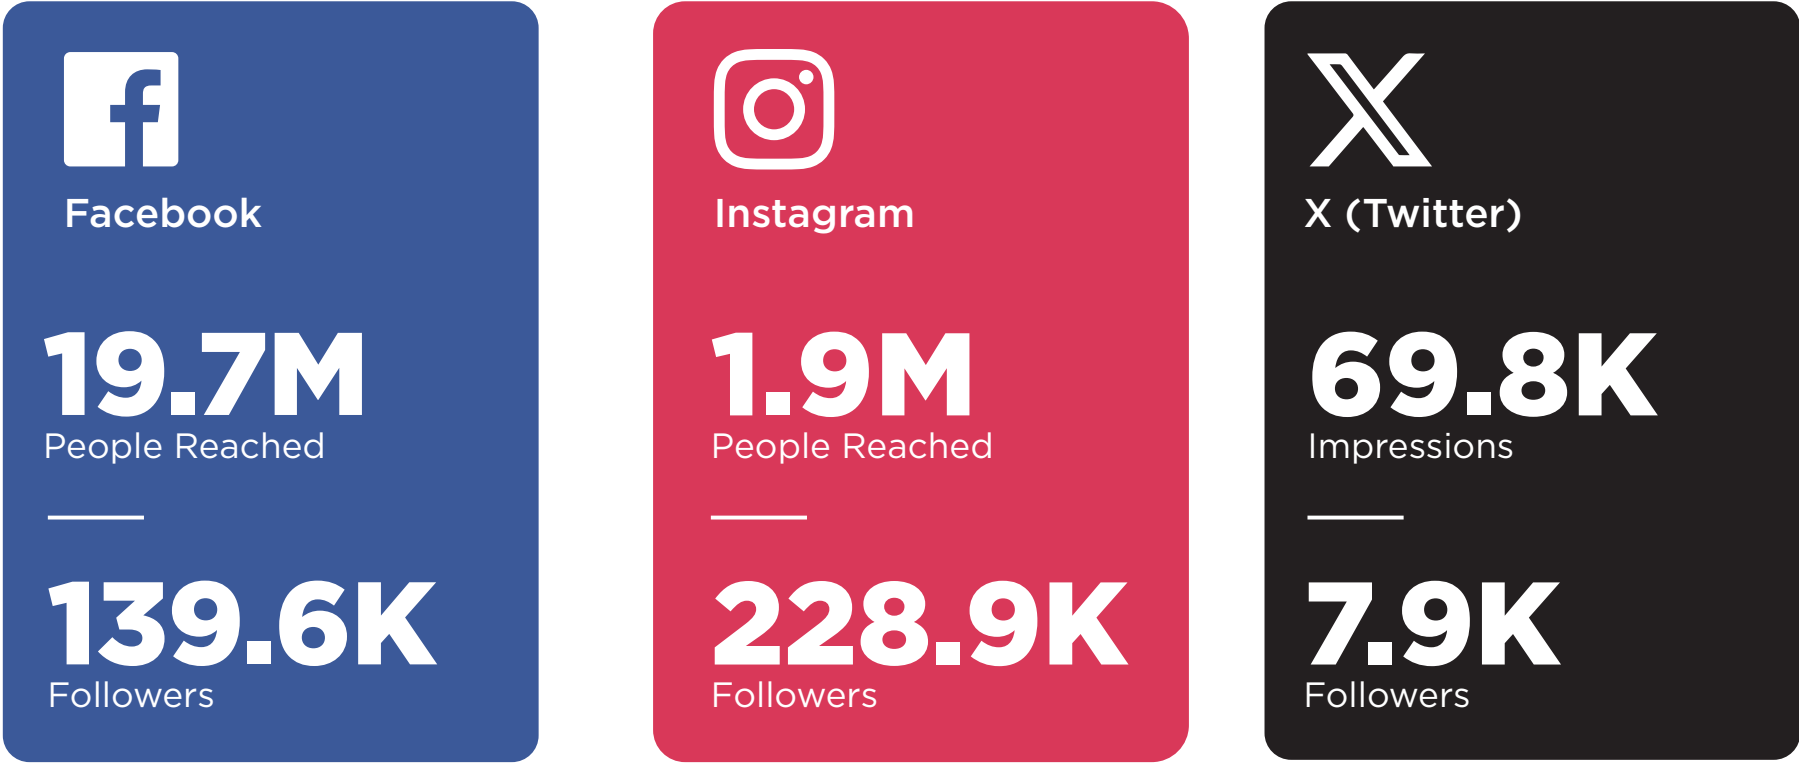 Facebook
19.7M
People Reached
139.6K
Followers
Instagram
1.9M
People Reached
228.9K
Followers
X (Twitter)
69.8K
Impressions
7.9K
Followers